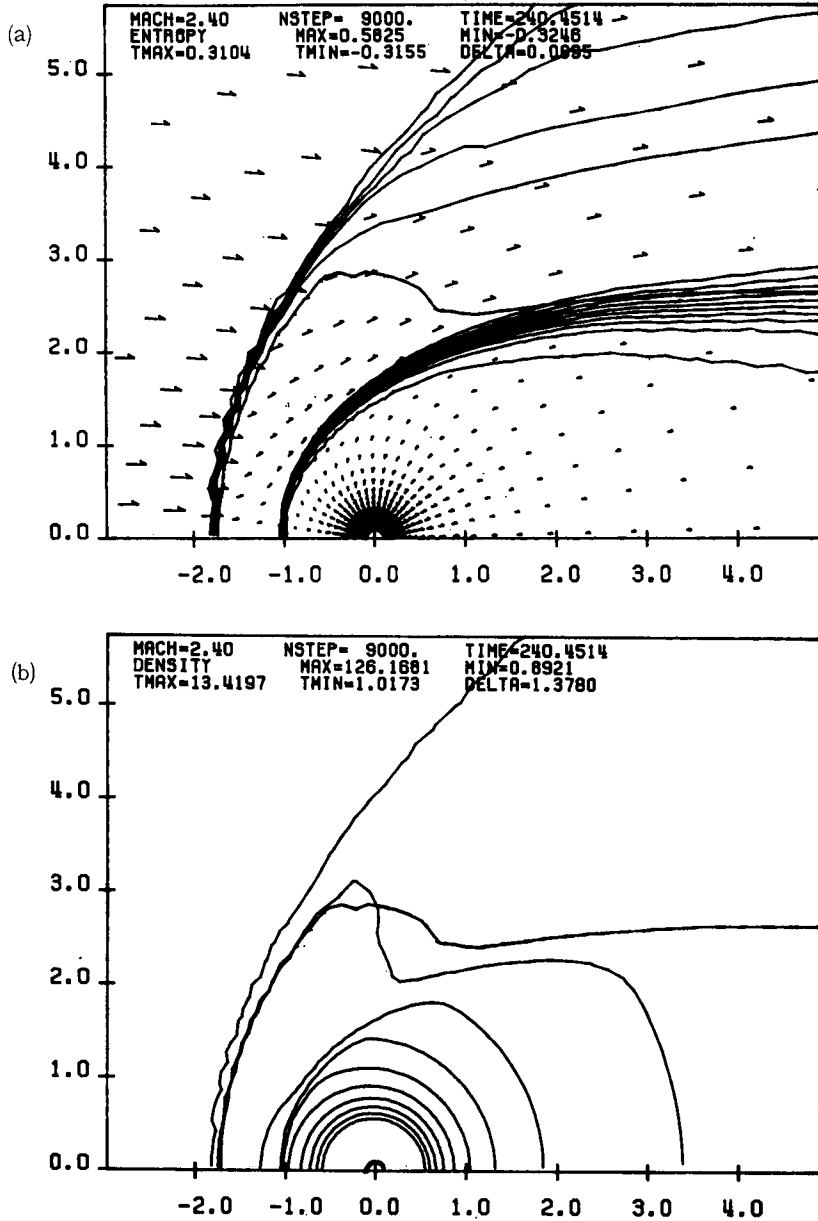 (a)
MACH=2.40 NSTEP= 9000. TIME=240.4514
ENTROPY MAX=0.5825 MIN=-0.3246
TMAX=0.3104 TMIN=-0.3155 DELTA=0.0695
5.0
4.0
3.0
2.0
1.0
0.0
-2.0 -1.0 0.0 1.0 2.0 3.0 4.0
(b)
MACH=2.40 NSTEP= 9000. TIME=240.4514
DENSITY MAX=126.1681 MIN=0.6921
TMAX=13.4197 TMIN=1.0173 DELTA=1.3780
5.0
4.0
3.0
2.0
1.0
0.0
-2.0 -1.0 0.0 1.0 2.0 3.0 4.0